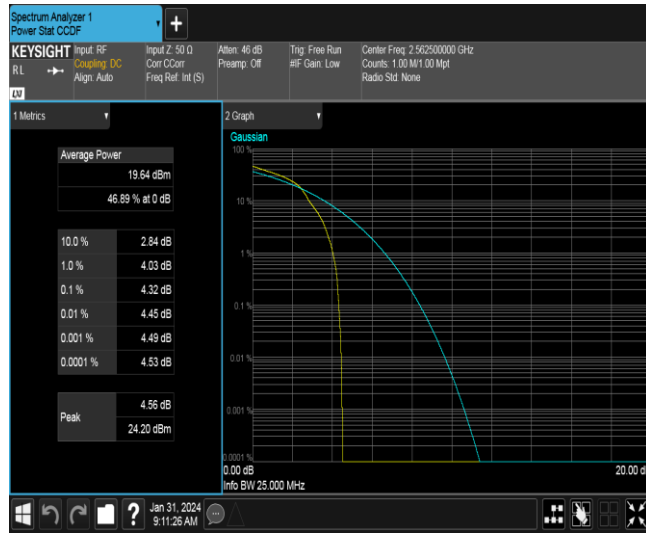 Spectrum Analyzer 1
Power Stat CCDF
+
KEYSIGHT
RL
LXI
Input: RF
Coupling: DC
Align: Auto
Input Z: 50 Ω
Corr CCorr
Freq Ref: Int (S)
Atten: 46 dB
Preamp: Off
Trig: Free Run
#IF Gain: Low
Center Freq: 2.562500000 GHz
Counts: 1.00 M/1.00 Mpt
Radio Std: None
1 Metrics
Average Power
19.64 dBm
46.89 % at 0 dB
10.0 % 2.84 dB
1.0 % 4.03 dB
0.1 % 4.32 dB
0.01 % 4.45 dB
0.001 % 4.49 dB
0.0001 % 4.53 dB
Peak
4.56 dB
24.20 dBm
2 Graph
Gaussian
100 %
10 %
1 %
0.1 %
0.01 %
0.001 %
0.0001 %
0.00 dB
20.00 d
Info BW 25.000 MHz
?
Jan 31, 2024
9:11:26 AM